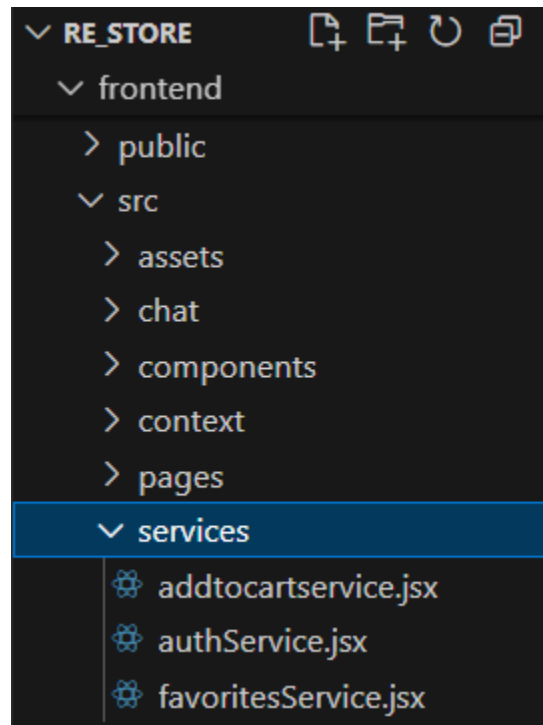 RE_STORE
frontend
public
src
assets
chat
components
context
pages
services
addtocartservice.jsx
authService.jsx
favoritesService.jsx